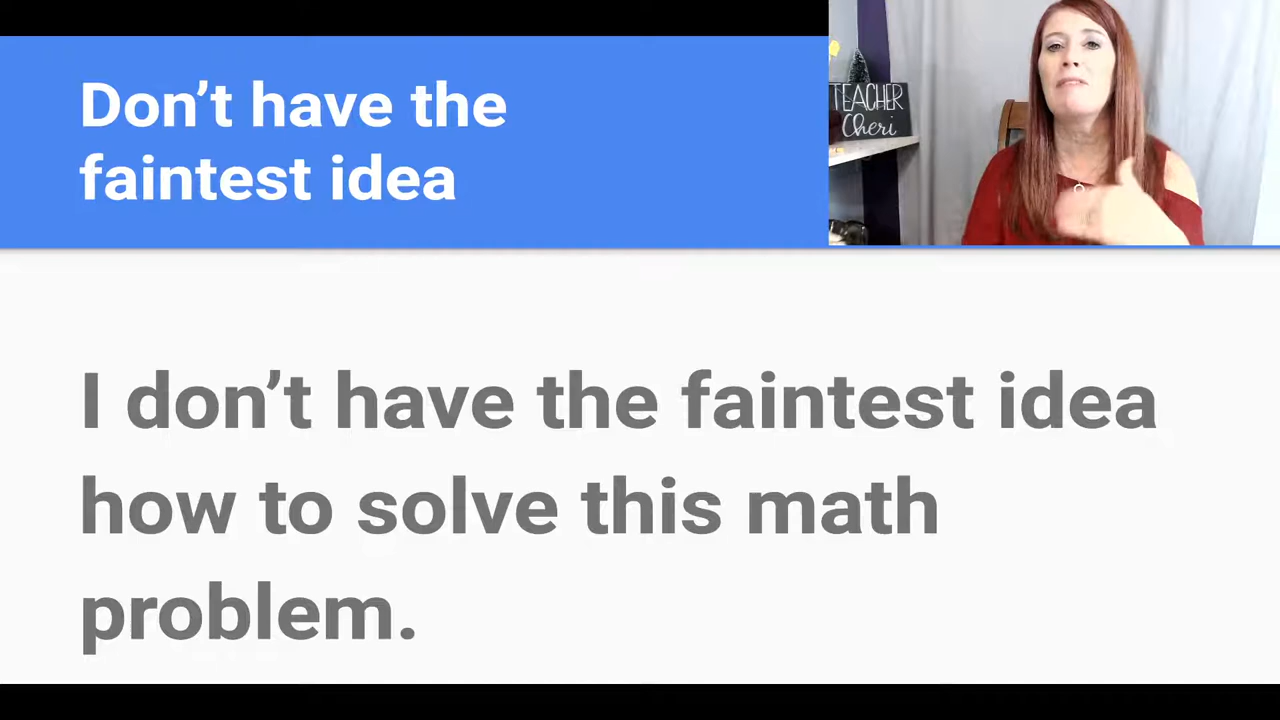 Don’t have the
faintest idea
TEACHER
Cheri
I don’t have the faintest idea
how to solve this math
problem.